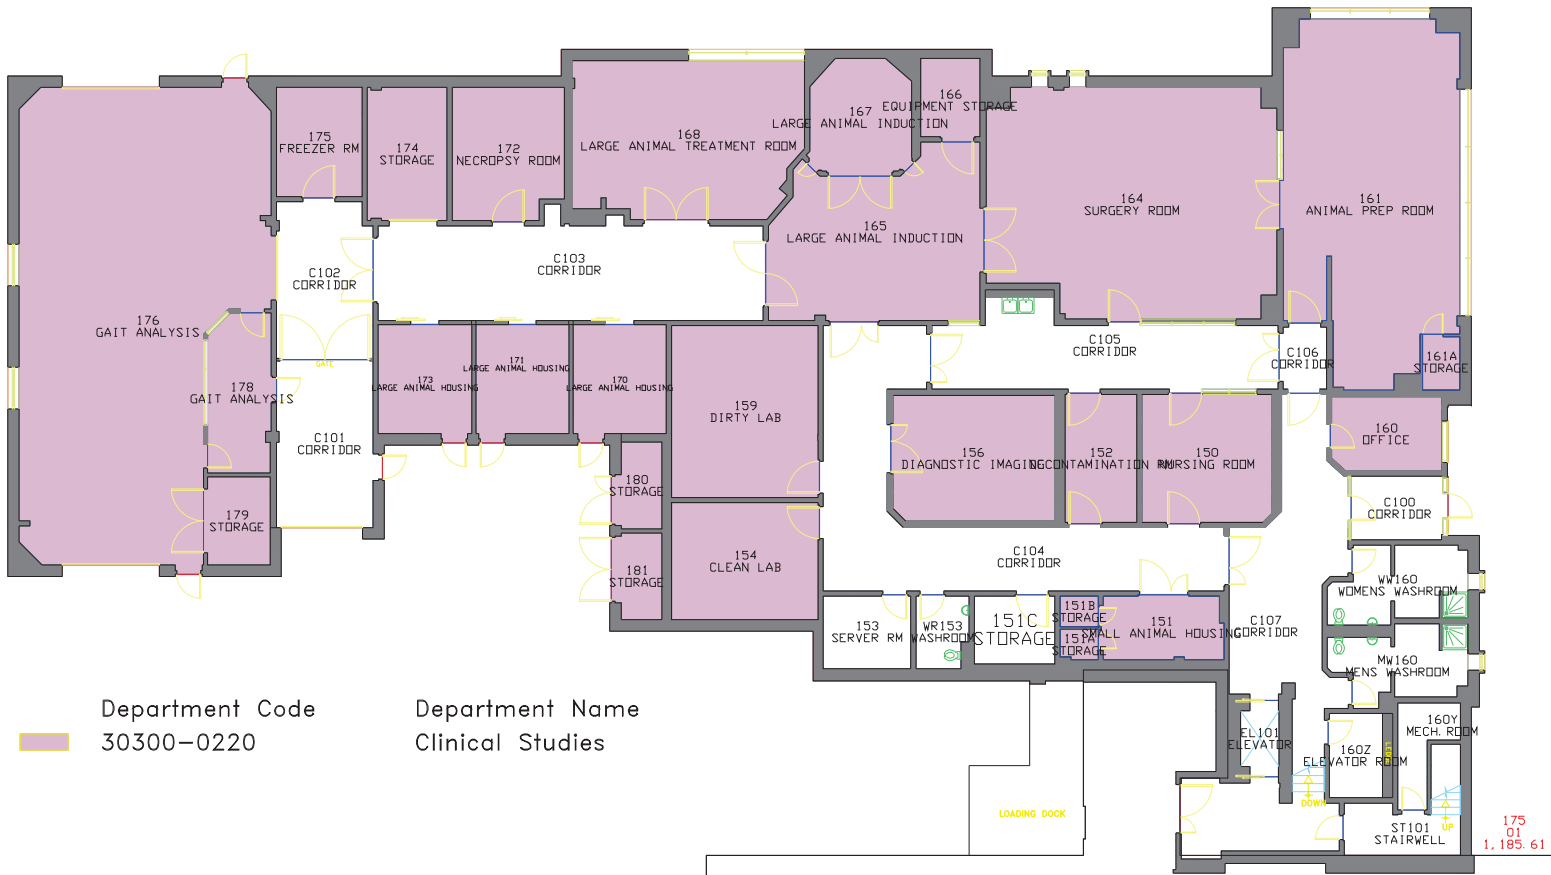 166
EQUIPMENT STORAGE
167
LARGE ANIMAL INDUCTION
175
FREEZER RM
174
STORAGE
172
NECROPSY ROOM
168
LARGE ANIMAL TREATMENT ROOM
164
SURGERY ROOM
161
ANIMAL PREP ROOM
165
LARGE ANIMAL INDUCTION
C103
CORRIDOR
C102
CORRIDOR
176
GAIT ANALYSIS
C105
CORRIDOR
C106
CORRIDOR
161A
STORAGE
GATE
178
GAIT ANALYSIS
173
LARGE ANIMAL HOUSING
171
LARGE ANIMAL HOUSING
170
LARGE ANIMAL HOUSING
159
DIRTY LAB
160
OFFICE
C101
CORRIDOR
156
DIAGNOSTIC IMAGING
152
DECONTAMINATION RM
150
NURSING ROOM
180
STORAGE
179
STORAGE
C100
CORRIDOR
154
CLEAN LAB
C104
CORRIDOR
181
STORAGE
WW160
WOMENS WASHROOM
153
SERVER RM
WR153
WASHROOM
151C
STORAGE
151B
STORAGE
151A
STORAGE
151
SMALL ANIMAL HOUSING
C107
CORRIDOR
MW160
MENS WASHROOM
Department Code
Department Name
30300-0220
Clinical Studies
EL101
ELEVATOR
160Z
ELEVATOR ROOM
160Y
MECH. ROOM
DOWN
UP
LOADING DOCK
ST101
STAIRWELL
175
01
1,185.61